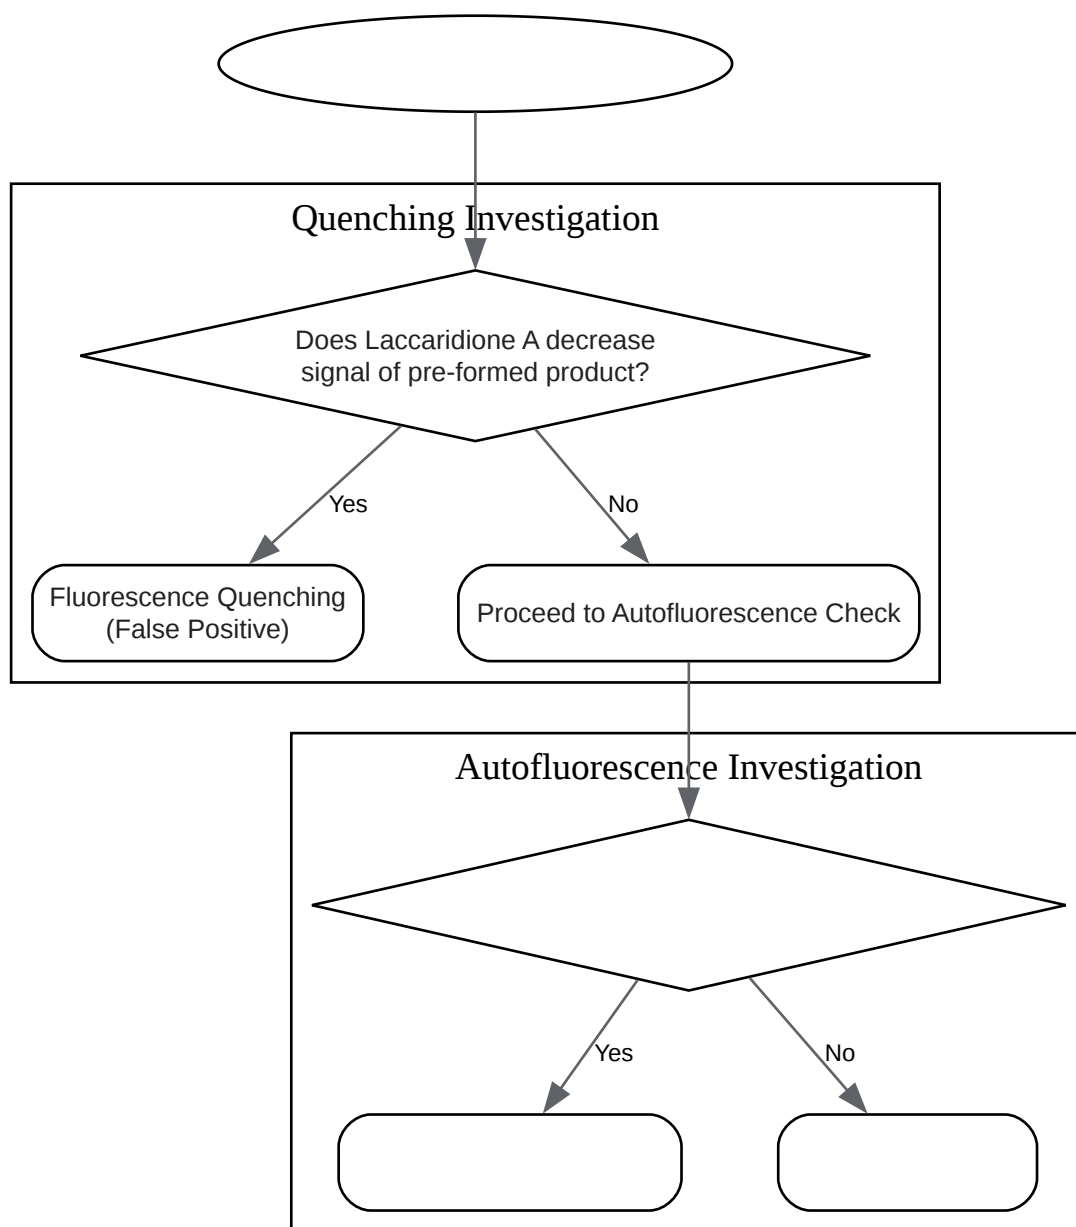 Quenching Investigation
Does Laccaridione A decrease
signal of pre-formed product?
Yes
No
Fluorescence Quenching
(False Positive)
Proceed to Autofluorescence Check
Autofluorescence Investigation
Yes
No